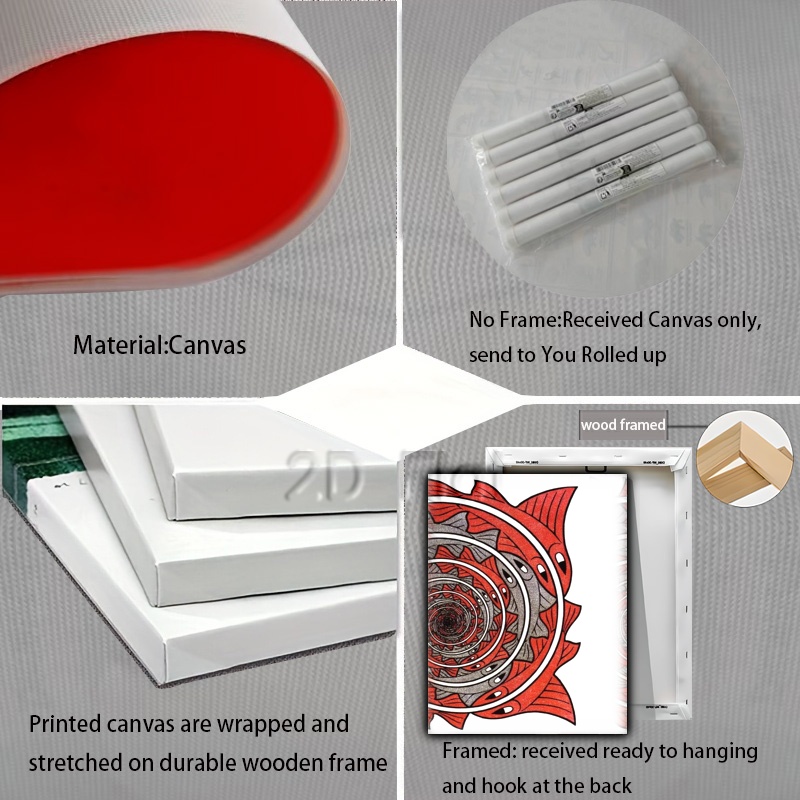 Material:Canvas
No Frame:Received Canvas only,
send to You Rolled up
wood framed
Printed canvas are wrapped and
stretched on durable wooden frame
Framed: received ready to hanging
and hook at the back